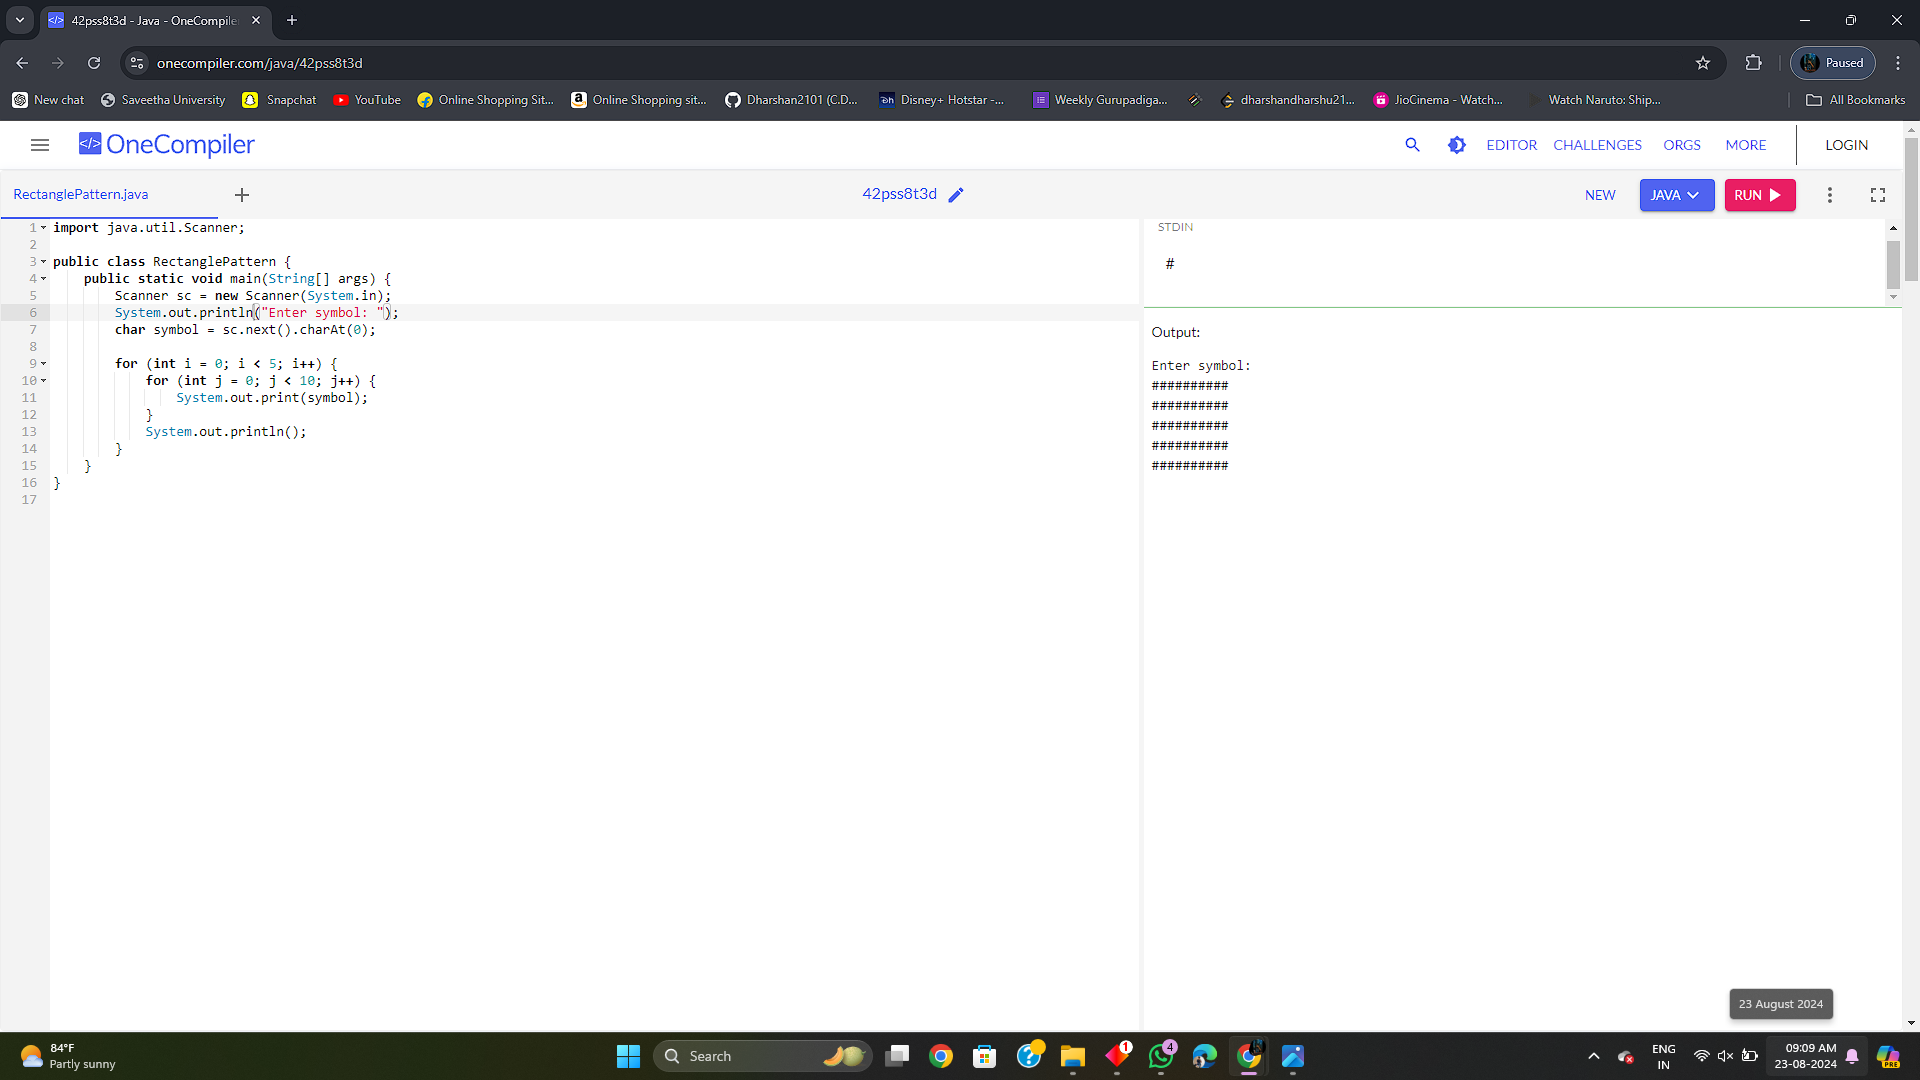 42pss8t3d - Java - OneCompiler
onecompiler.com/java/42pss8t3d
Paused
New chat
Saveetha University
Snapchat
YouTube
Online Shopping Sit...
Online Shopping sit...
Dharshan2101 (C.D...
Disney+ Hotstar -...
Weekly Gurupadiga...
dharshandharshu21...
JioCinema - Watch...
Watch Naruto: Ship...
All Bookmarks
OneCompiler
EDITOR
CHALLENGES
ORGS
MORE
LOGIN
RectanglePattern.java
42pss8t3d
NEW
JAVA
RUN
1 import java.util.Scanner;
2
3 public class RectanglePattern {
4 public static void main(String[] args) {
5 Scanner sc = new Scanner(System.in);
6 System.out.println("Enter symbol: ");
7 char symbol = sc.next().charAt(0);
8
9 for (int i = 0; i < 5; i++) {
10 for (int j = 0; j < 10; j++) {
11 System.out.print(symbol);
12 }
13 System.out.println();
14 }
15 }
16 }
17
STDIN
#
Output:
Enter symbol:
##########
##########
##########
##########
##########
23 August 2024
84°F
Partly sunny
Search
1
4
ENG
IN
09:09 AM
23-08-2024
PRE